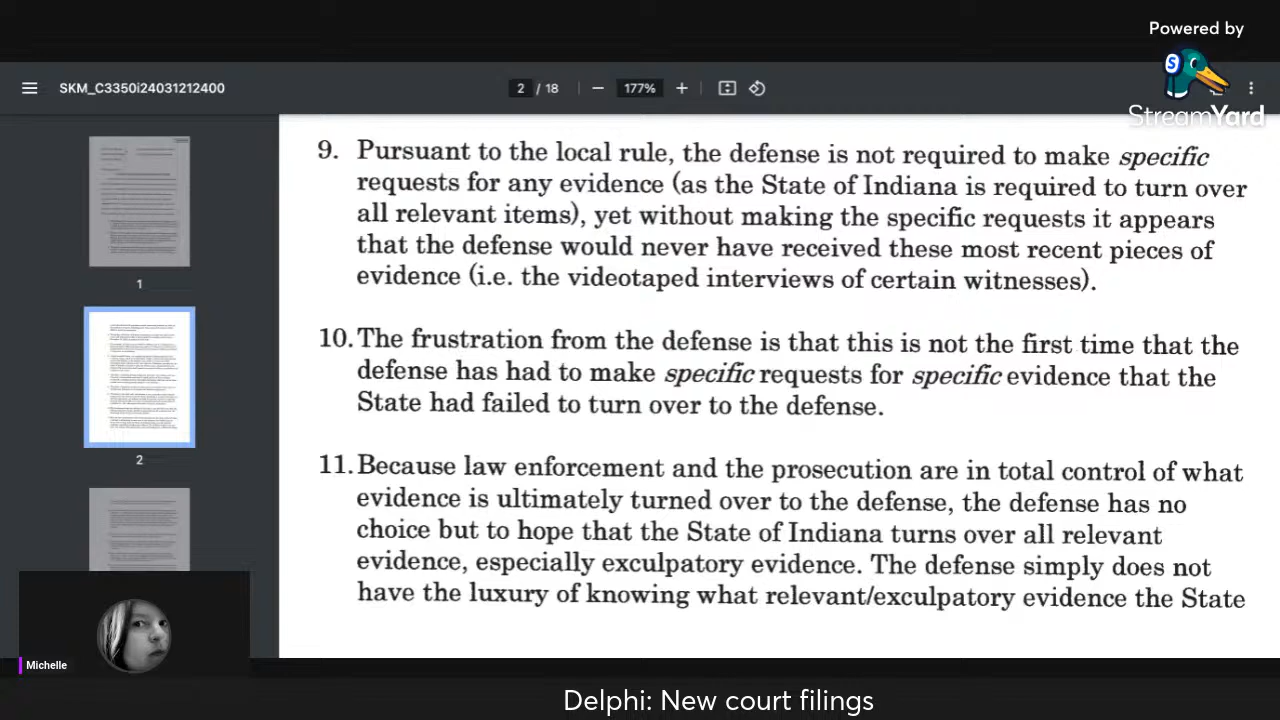 Powered by
StreamYard
SKM_C3350i24031212400
2 / 18
177%
9. Pursuant to the local rule, the defense is not required to make specific
requests for any evidence (as the State of Indiana is required to turn over
all relevant items), yet without making the specific requests it appears
that the defense would never have received these most recent pieces of
evidence (i.e. the videotaped interviews of certain witnesses).
10. The frustration from the defense is that this is not the first time that the
defense has had to make specific requests for specific evidence that the
State had failed to turn over to the defense.
11. Because law enforcement and the prosecution are in total control of what
evidence is ultimately turned over to the defense, the defense has no
choice but to hope that the State of Indiana turns over all relevant
evidence, especially exculpatory evidence. The defense simply does not
have the luxury of knowing what relevant/exculpatory evidence the State
1
2
Michelle
Delphi: New court filings